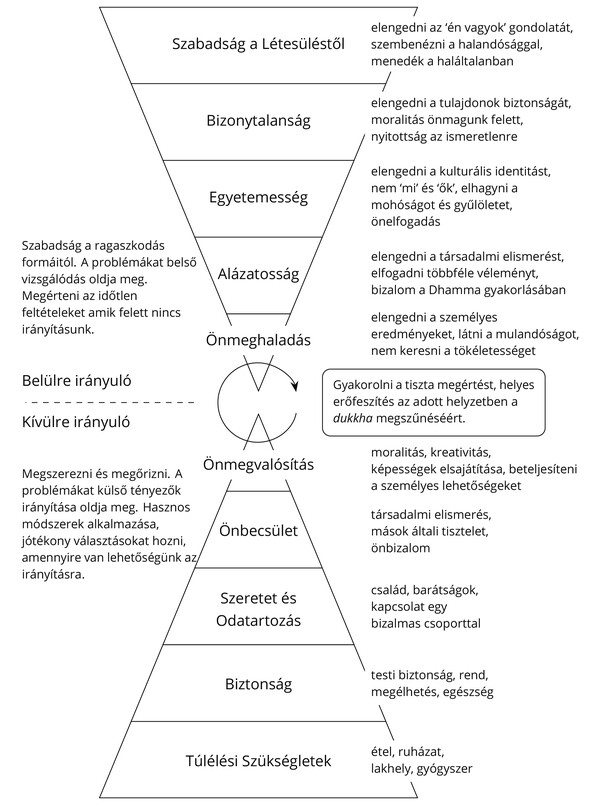 Szabadság a Létesüléstől
elengedni az ‘én vagyok’ gondolatát,
szembenézni a halandósággal,
menedék a haláltalanban
Bizonytalanság
elengedni a tulajdonok biztonságát,
moralitás önmagunk felett,
nyitottság az ismeretlenre
Egyetemesség
elengedni a kulturális identitást,
nem ‘mi’ és ‘ők’, elhagyni a
mohóságot és gyűlöletet,
önelfogadás
Szabadság a ragaszkodás
formáitól. A problémákat belső
vizsgálódás oldja meg.
Megérteni az időtlen
feltételeket amik felett nincs
irányításunk.
Alázatosság
elengedni a társadalmi elismerést,
elfogadni többféle véleményt,
bizalom a Dhamma gyakorlásában
Önmeghaladás
elengedni a személyes
eredményeket, látni a mulandóságot,
nem keresni a tökéletességet
Belülre irányuló
Kívülre irányuló
Gyakorolni a tiszta megértést, helyes
erőfeszítés az adott helyzetben a
dukkha megszűnéséért.
Önmegvalósítás
moralitás, kreativitás,
képességek elsajátítása, beteljesíteni
a személyes lehetőségeket
Megszerezni és megőrizni. A
problémákat külső tényezők
irányítása oldja meg. Hasznos
módszerek alkalmazása,
jótékony választásokat hozni,
amennyire van lehetőségünk az
irányításra.
Önbecsület
társadalmi elismerés,
mások általi tisztelet,
önbizalom
Szeretet és
Odatartozás
család, barátságok,
kapcsolat egy
bizalmas csoporttal
Biztonság
testi biztonság, rend,
megélhetés, egészség
Túlélési Szükségletek
étel, ruházat,
lakhely, gyógyszer